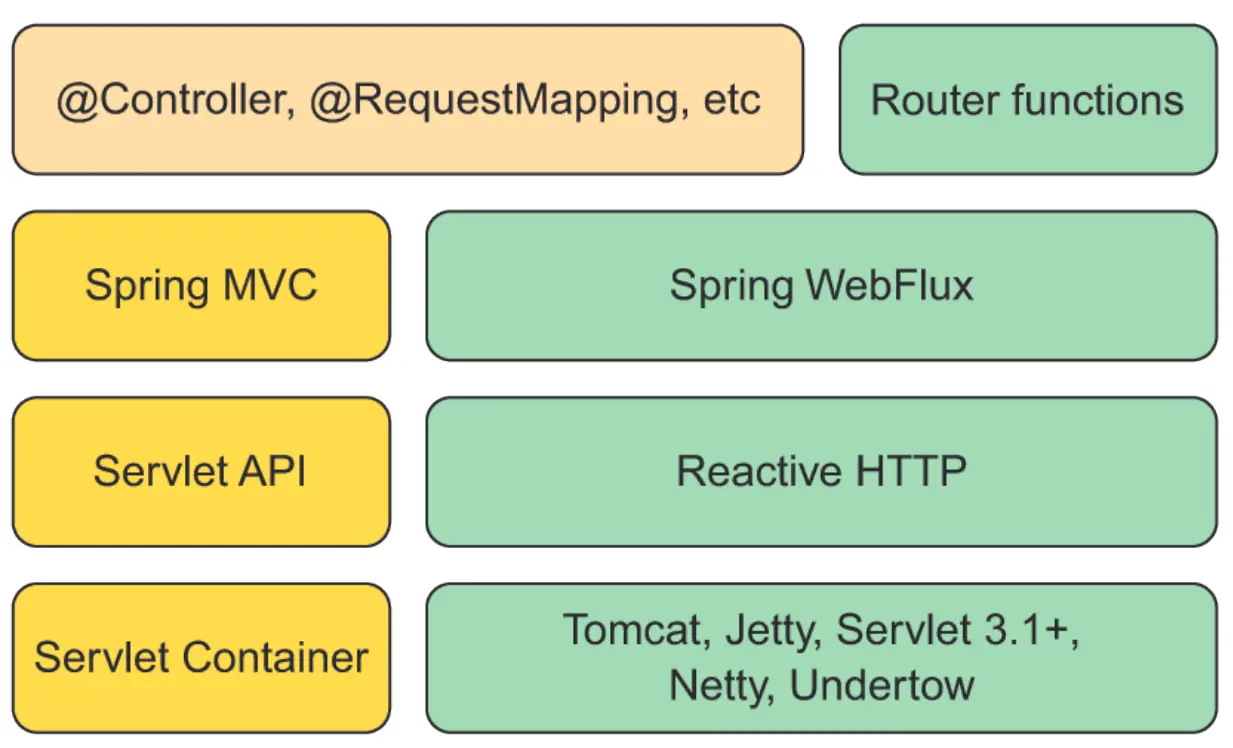 @Controller, @RequestMapping, etc
Router functions
Spring MVC
Spring WebFlux
Servlet API
Reactive HTTP
Servlet Container
Tomcat, Jetty, Servlet 3.1+,
Netty, Undertow